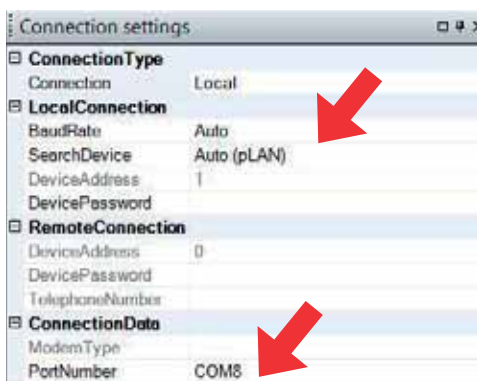 Connection settings
ConnectionType
Connection Local
LocalConnection
BaudRate Auto
SearchDevice Auto (pLAN)
DeviceAddress 1
DevicePassword
RemoteConnection
DeviceAddress 0
DevicePassword
TelephoneNumber
ConnectionData
ModemType
PortNumber COM8